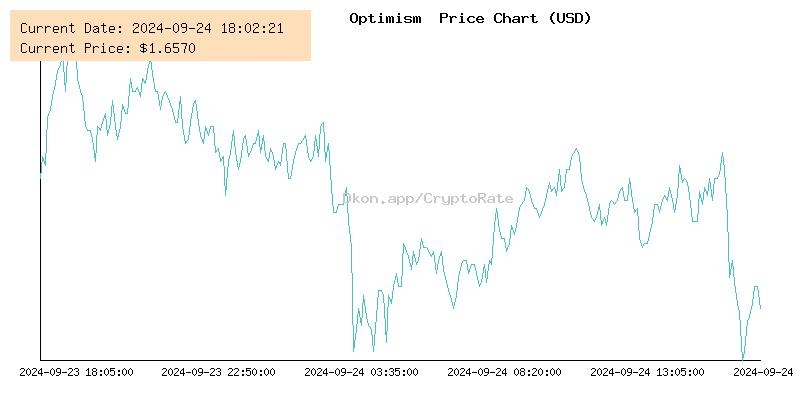 Optimism  Price Chart (USD)
Current Date: 2024-09-24 18:02:21
Current Price: $1.6570
Dkon.app/CryptoRate
2024-09-23 18:05:00 2024-09-23 22:50:00 2024-09-24 03:35:00 2024-09-24 08:20:00 2024-09-24 13:05:00 2024-09-24